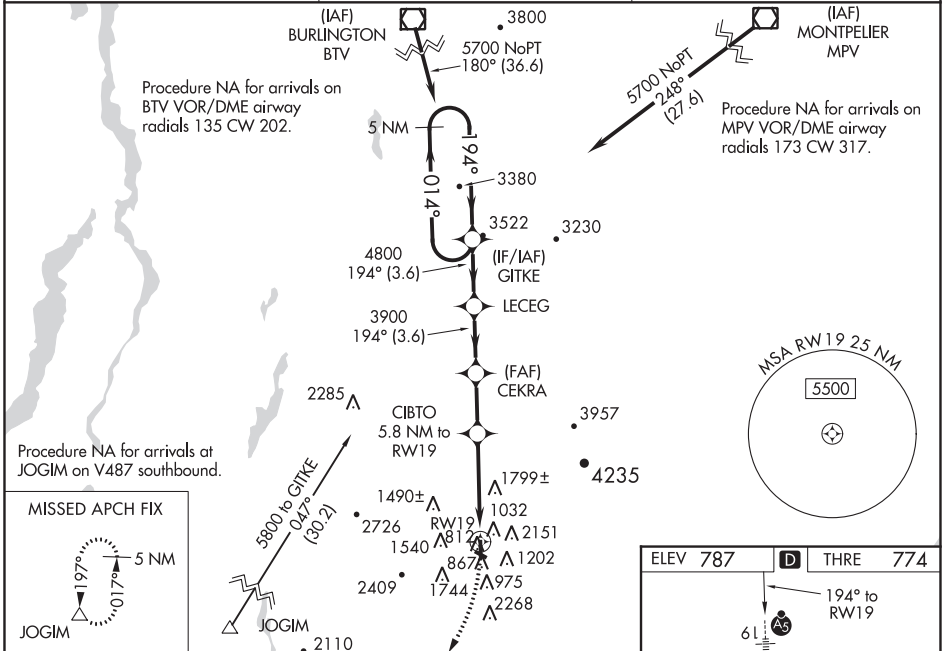 (IAF)
BURLINGTON
BTV
3800
(IAF)
MONTPELIER
MPV
5700 NoPT
180° (36.6)
5700 NoPT
248°
(27.6)
Procedure NA for arrivals on
BTV VOR/DME airway
radials 135 CW 202.
Procedure NA for arrivals on
MPV VOR/DME airway
radials 173 CW 317.
5 NM
194°
014°
3380
3522
3230
(IF/IAF)
GITKE
4800
194° (3.6)
LECEG
3900
194° (3.6)
(FAF)
CEKRA
MSA RW19 25 NM
5500
2285
CIBTO
5.8 NM to
RW19
3957
4235
Procedure NA for arrivals at
JOGIM on V487 southbound.
5800 to GITKE
047°
(30.2)
1799±
1490±
1032
2726
RW19
812
2151
1540
867
1202
2409
1744
975
2268
JOGIM
2110
MISSED APCH FIX
5 NM
197°
017°
JOGIM
ELEV 787
D
THRE 774
194° to
RW19
19
A5